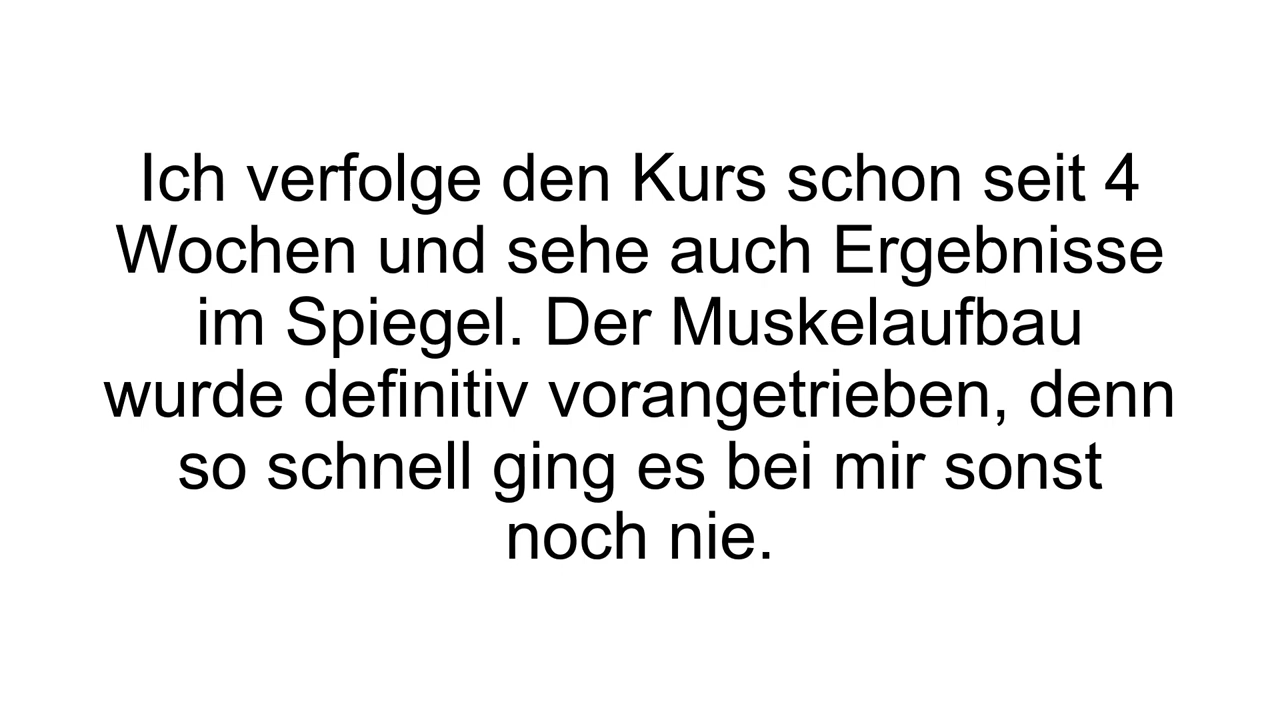 Ich verfolge den Kurs schon seit 4
Wochen und sehe auch Ergebnisse
im Spiegel. Der Muskelaufbau
wurde definitiv vorangetrieben, denn
so schnell ging es bei mir sonst
noch nie.